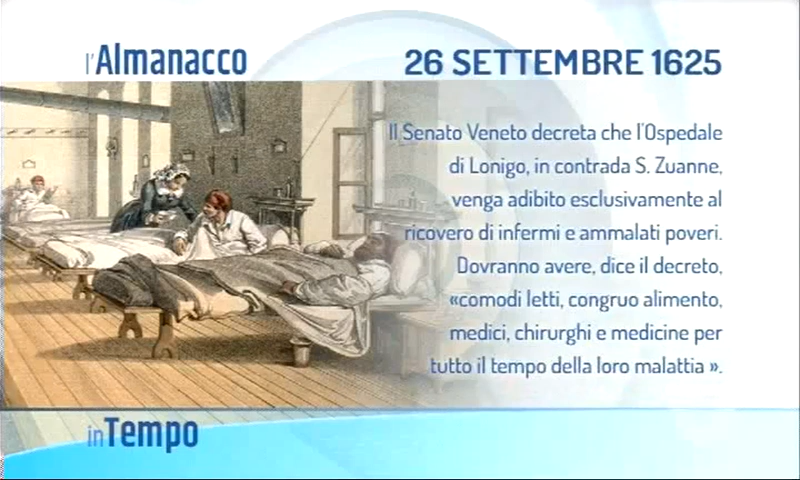 l'Almanacco
26 SETTEMBRE 1625
Il Senato Veneto decreta che l'Ospedale
di Lonigo, in contrada S. Zuanne,
venga adibito esclusivamente al
ricovero di infermi e ammalati poveri.
Dovranno avere, dice il decreto,
«comodi letti, congruo alimento,
medici, chirurghi e medicine per
tutto il tempo della loro malattia ».
inTempo